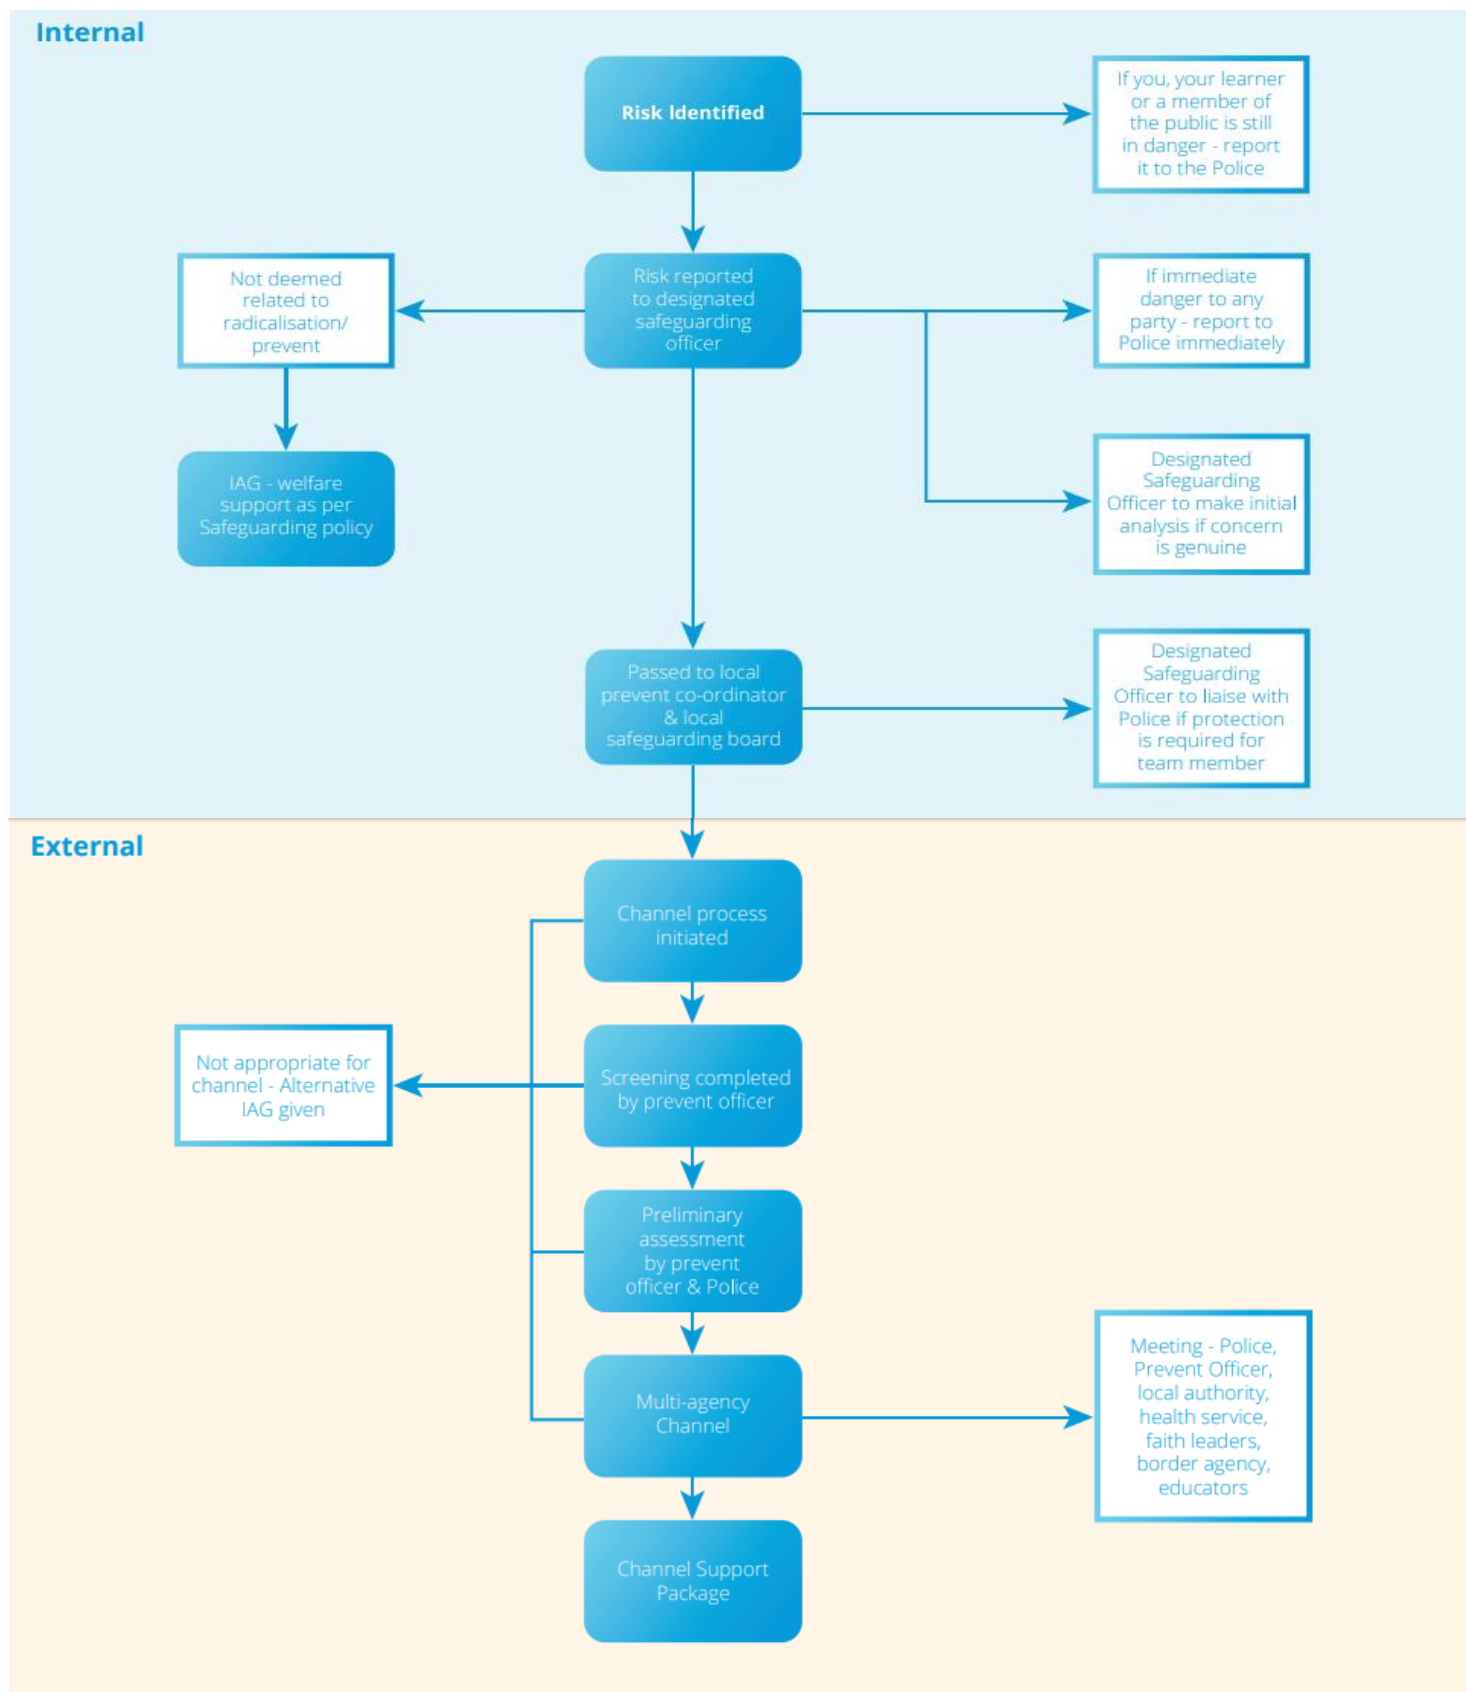 Internal
Risk Identified
If you, your learner
or a member of
the public is still
in danger - report
it to the Police
Not deemed
related to
radicalisation/
prevent
Risk reported
to designated
safeguarding
officer
If immediate
danger to any
party - report to
Police immediately
IAG - welfare
support as per
Safeguarding policy
Designated
Safeguarding
Officer to make initial
analysis if concern
is genuine
Passed to local
prevent co-ordinator
& local
safeguarding board
Designated
Safeguarding
Officer to liaise with
Police if protection
is required for
team member
External
Channel process
initiated
Not appropriate for
channel - Alternative
IAG given
Screening completed
by prevent officer
Preliminary
assessment
by prevent
officer & Police
Multi-agency
Channel
Meeting - Police,
Prevent Officer,
local authority,
health service,
faith leaders,
border agency,
educators
Channel Support
Package